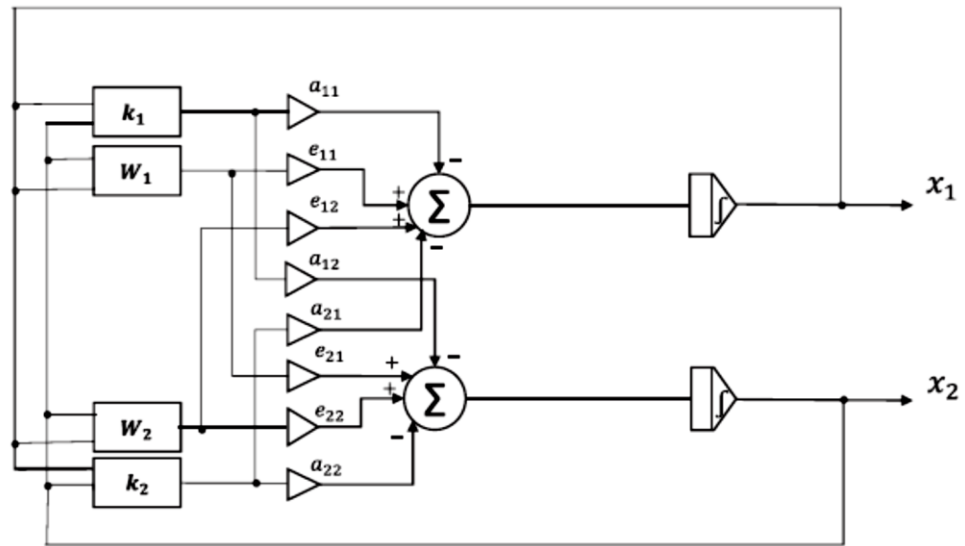 a₁₁
k₁
−
e₁₁
W₁
+
Σ
∫
x₁
e₁₂
+
−
a₁₂
a₂₁
e₂₁
+
−
x₂
+
Σ
∫
e₂₂
W₂
−
a₂₂
k₂